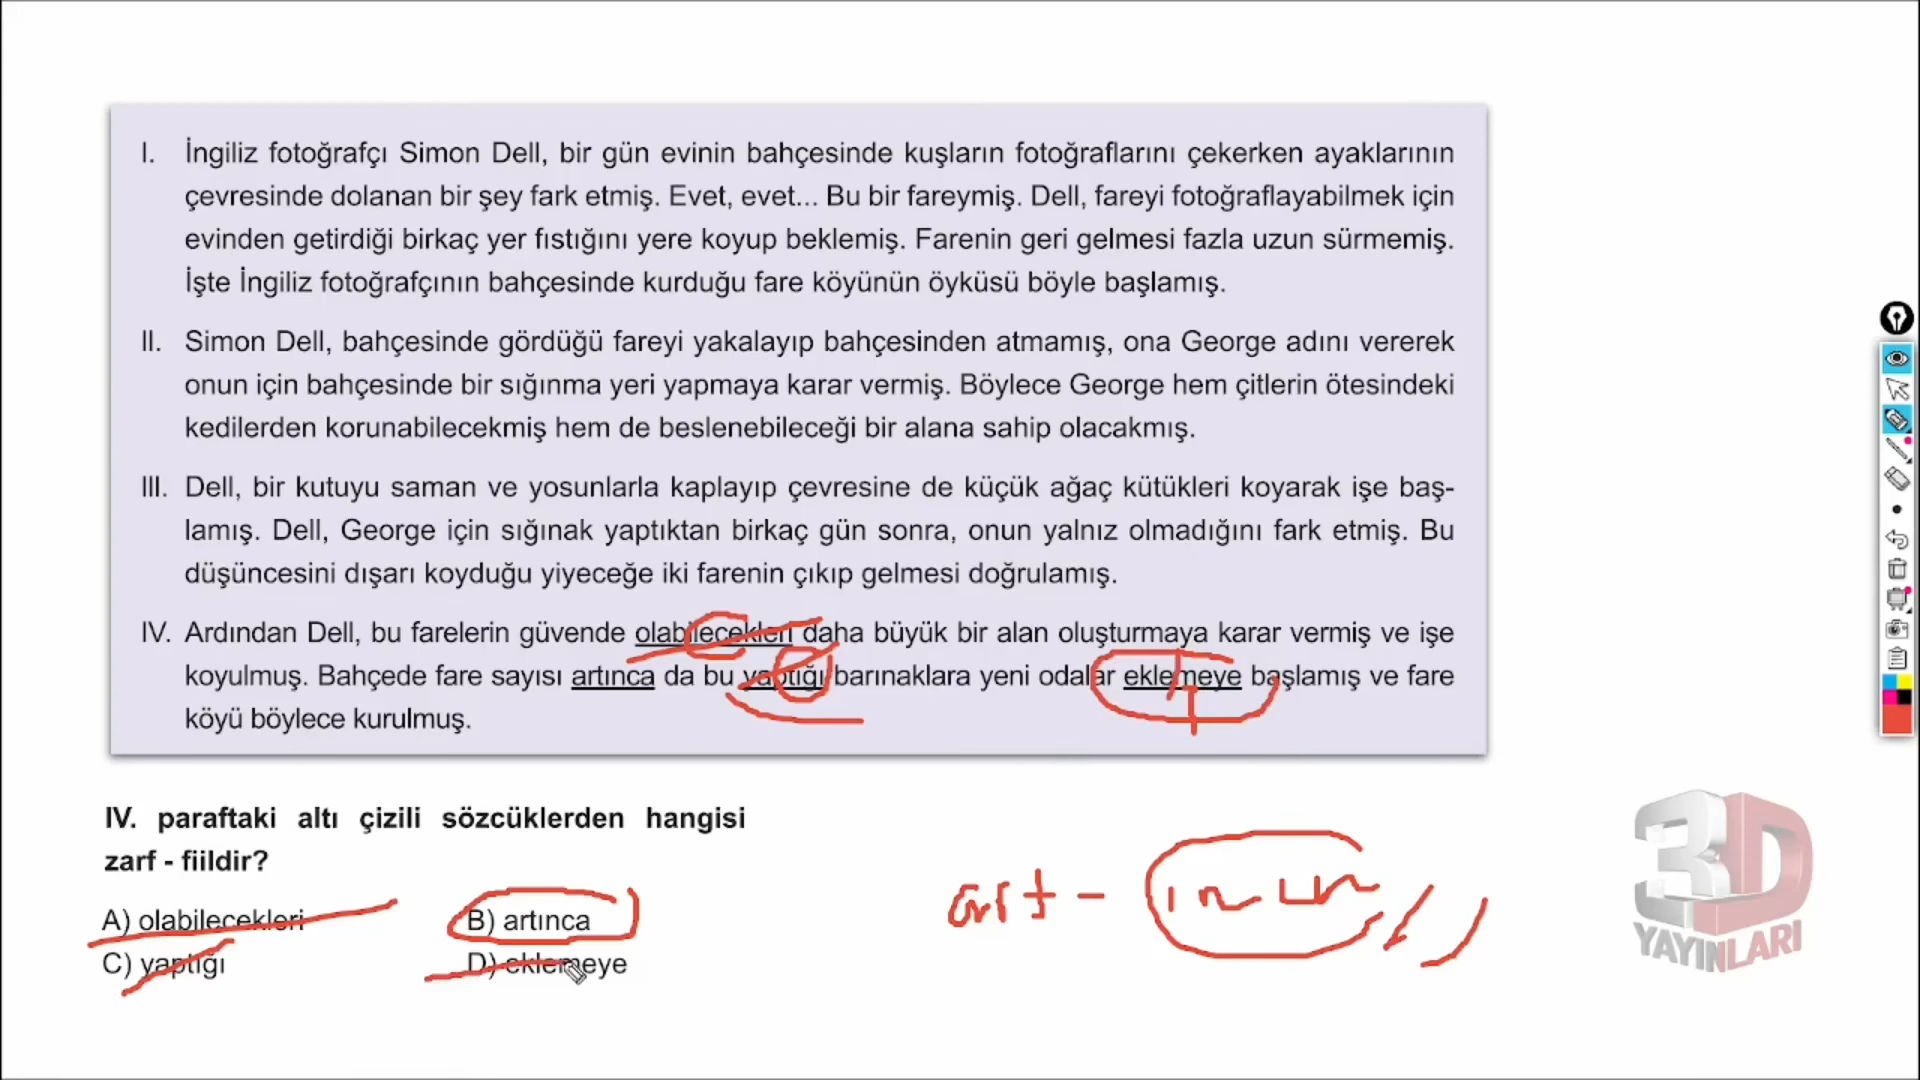 I. İngiliz fotoğrafçı Simon Dell, bir gün evinin bahçesinde kuşların fotoğraflarını çekerken ayaklarının
çevresinde dolanan bir şey fark etmiş. Evet, evet... Bu bir fareymiş. Dell, fareyi fotoğraflayabilmek için
evinden getirdiği birkaç yer fıstığını yere koyup beklemiş. Farenin geri gelmesi fazla uzun sürmemiş.
İşte İngiliz fotoğrafçının bahçesinde kurduğu fare köyünün öyküsü böyle başlamış.
II. Simon Dell, bahçesinde gördüğü fareyi yakalayıp bahçesinden atmamış, ona George adını vererek
onun için bahçesinde bir sığınma yeri yapmaya karar vermiş. Böylece George hem çitlerin ötesindeki
kedilerden korunabilecekmiş hem de beslenebileceği bir alana sahip olacakmış.
III. Dell, bir kutuyu saman ve yosunlarla kaplayıp çevresine de küçük ağaç kütükleri koyarak işe baş-
lamış. Dell, George için sığınak yaptıktan birkaç gün sonra, onun yalnız olmadığını fark etmiş. Bu
düşüncesini dışarı koyduğu yiyeceğe iki farenin çıkıp gelmesi doğrulamış.
IV. Ardından Dell, bu farelerin güvende olabilecekleri daha büyük bir alan oluşturmaya karar vermiş ve işe
koyulmuş. Bahçede fare sayısı artınca da bu yaptığı barınaklara yeni odalar eklemeye başlamış ve fare
köyü böylece kurulmuş.
IV. paraftaki altı çizili sözcüklerden hangisi
zarf - fiildir?
A) olabilecekleri B) artınca
C) yaptığı D) eklemeye
art -
3D
YAYINLARI